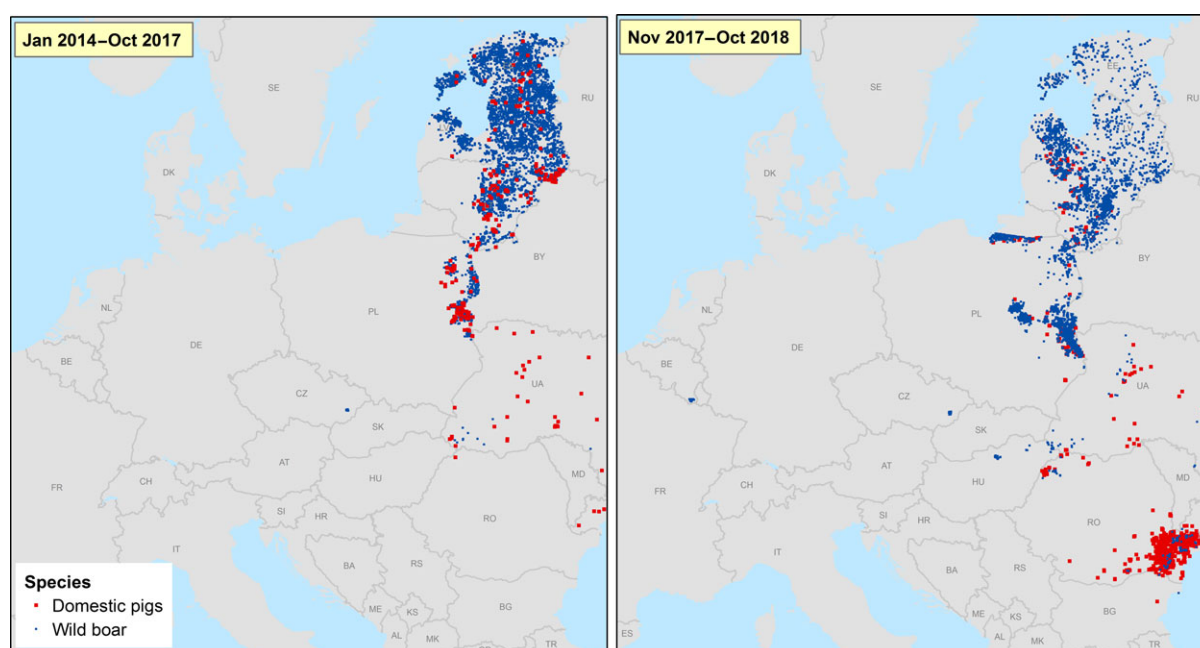 Jan 2014–Oct 2017
SE
RU
LV
DK
BY
NL
PL
DE
BE
UA
CZ
SK
AT
MD
FR
CH
HU
SI
HR
RO
IT
BA
RS
ME
KS
BG
AL
MK
TR
Species
Domestic pigs
Wild boar
Nov 2017–Oct 2018
SE
EE
RU
LV
DK
BY
NL
PL
DE
BE
UA
CZ
SK
AT
MD
FR
CH
HU
SI
HR
RO
IT
BA
RS
ME
KS
BG
ES
AL
MK
TR